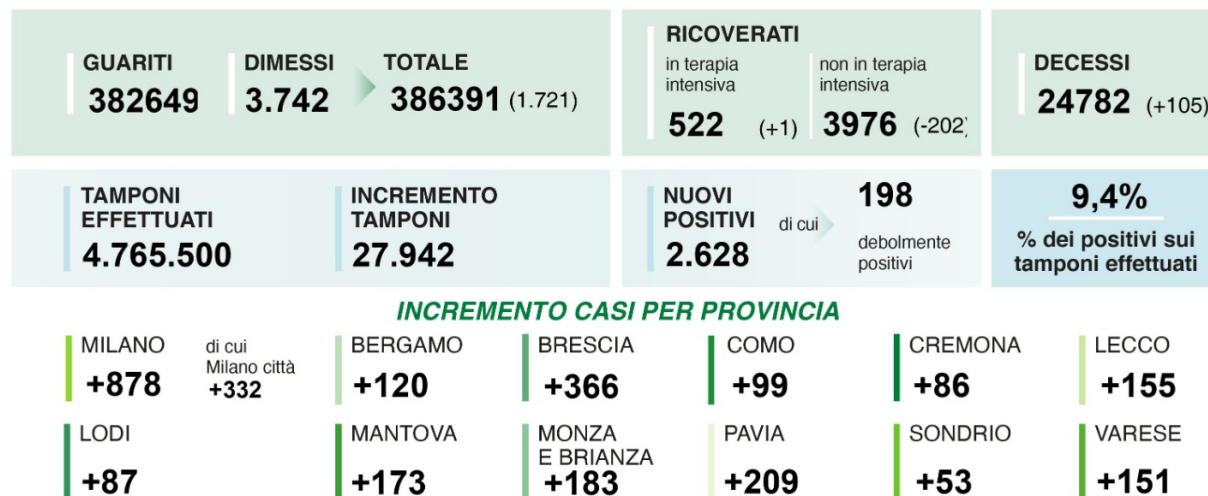 GUARITI
382649
DIMESSI
3.742
TOTALE
386391 (1.721)
RICOVERATI
in terapia
intensiva
522 (+1)
non in terapia
intensiva
3976 (-202)
DECESSI
24782 (+105)
TAMPONI
EFFETTUATI
4.765.500
INCREMENTO
TAMPONI
27.942
NUOVI
POSITIVI
2.628
di cui
198
debolmente
positivi
9,4%
% dei positivi sui
tamponi effettuati
INCREMENTO CASI PER PROVINCIA
MILANO
+878
di cui
Milano città
+332
BERGAMO
+120
BRESCIA
+366
COMO
+99
CREMONA
+86
LECCO
+155
LODI
+87
MANTOVA
+173
MONZA
E BRIANZA
+183
PAVIA
+209
SONDRIO
+53
VARESE
+151